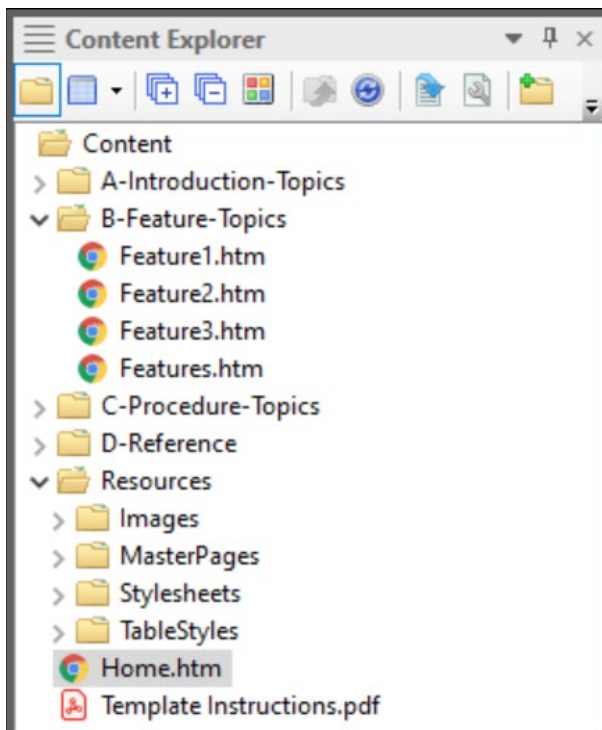 Content Explorer
Content
A-Introduction-Topics
B-Feature-Topics
Feature1.htm
Feature2.htm
Feature3.htm
Features.htm
C-Procedure-Topics
D-Reference
Resources
Images
MasterPages
Stylesheets
TableStyles
Home.htm
Template Instructions.pdf